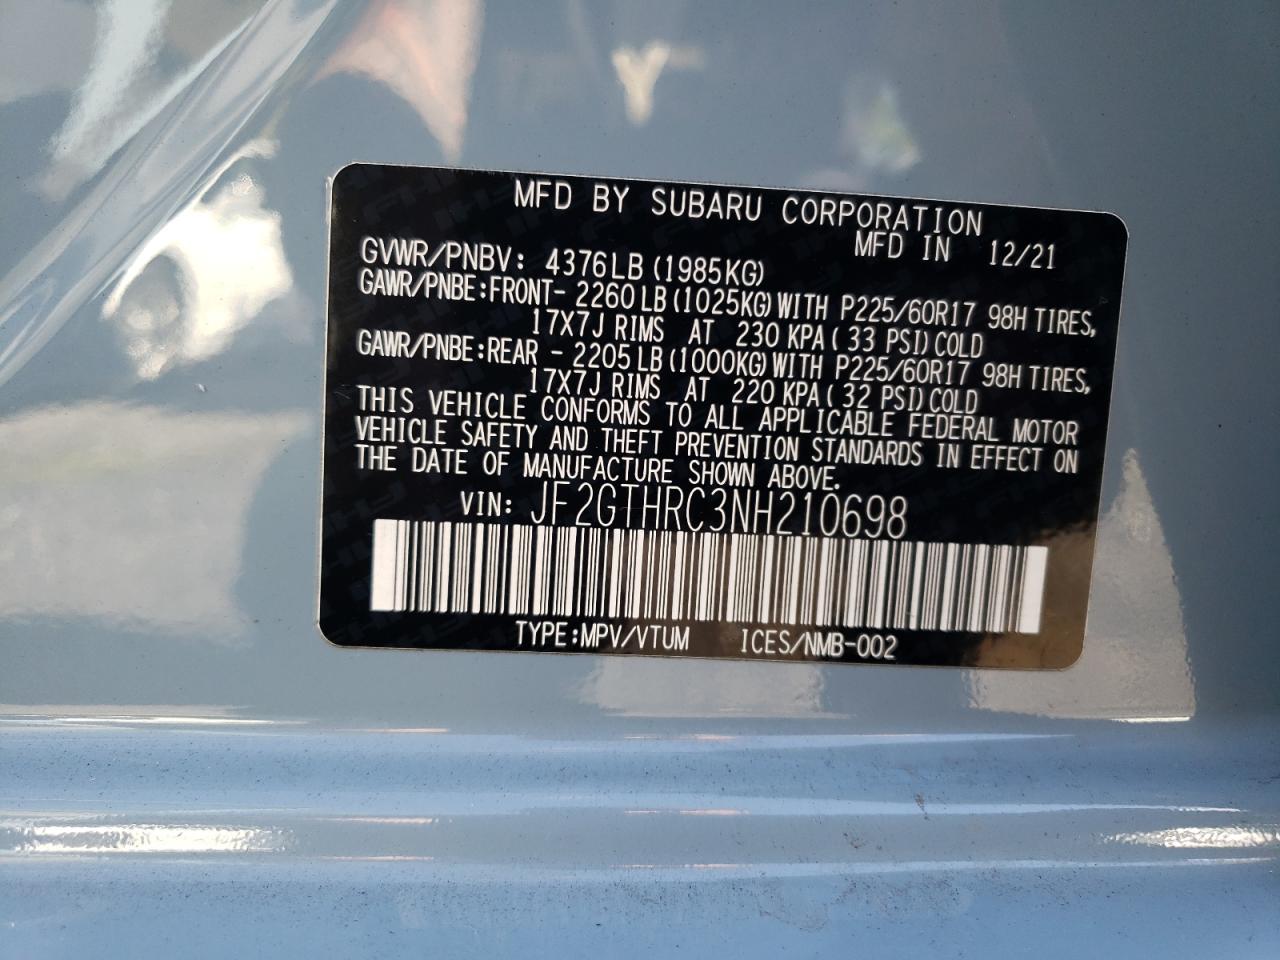 MFD BY SUBARU CORPORATION
MFD IN 12/21
GVWR/PNBV: 4376LB(1985KG)
GAWR/PNBE:FRONT- 2260LB(1025KG)WITH P225/60R17 98H TIRES,
17X7J RIMS AT 230 KPA(33 PSI)COLD
GAWR/PNBE:REAR - 2205LB(1000KG)WITH P225/60R17 98H TIRES,
17X7J RIMS AT 220 KPA(32 PSI)COLD
THIS VEHICLE CONFORMS TO ALL APPLICABLE FEDERAL MOTOR
VEHICLE SAFETY AND THEFT PREVENTION STANDARDS IN EFFECT ON
THE DATE OF MANUFACTURE SHOWN ABOVE.
VIN: JF2GTHRC3NH210698
TYPE:MPV/VTUM ICES/NMB-002